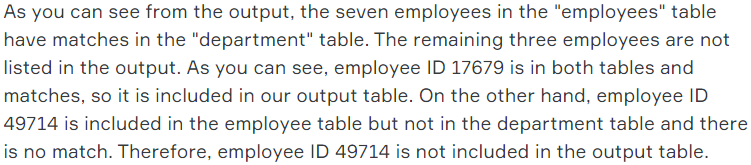 As you can see from the output, the seven employees in the "employees" table
have matches in the "department" table. The remaining three employees are not
listed in the output. As you can see, employee ID 17679 is in both tables and
matches, so it is included in our output table. On the other hand, employee ID
49714 is included in the employee table but not in the department table and there
is no match. Therefore, employee ID 49714 is not included in the output table.